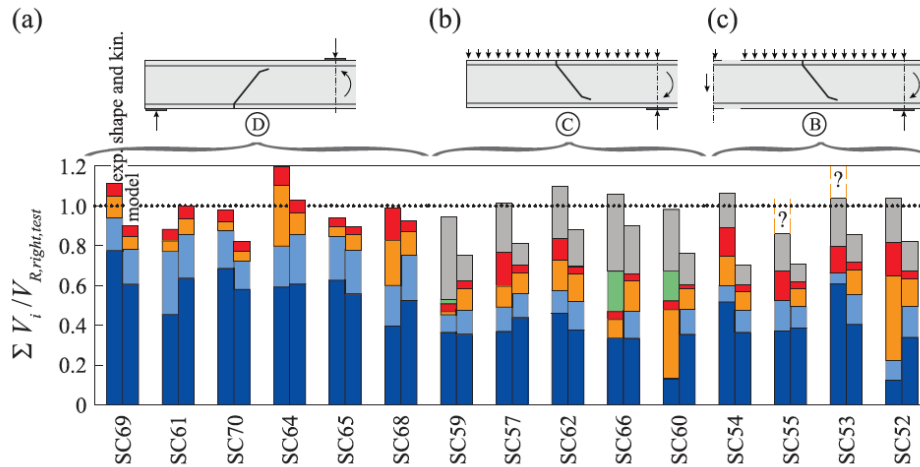 (a)
(b)
(c)
exp. shape and kin.
model
D
C
B
Σ V_i/V_{R,right,test}
1.2
1.0
0.8
0.6
0.4
0.2
0
?
?
SC69
SC61
SC70
SC64
SC65
SC68
SC59
SC57
SC62
SC66
SC60
SC54
SC55
SC53
SC52